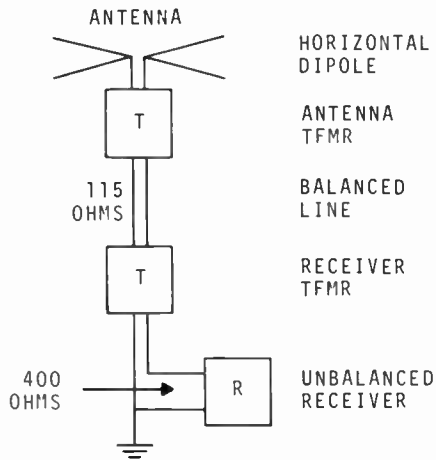 ANTENNA
HORIZONTAL
DIPOLE
T
ANTENNA
TFMR
115
OHMS
BALANCED
LINE
T
RECEIVER
TFMR
400
OHMS
R
UNBALANCED
RECEIVER